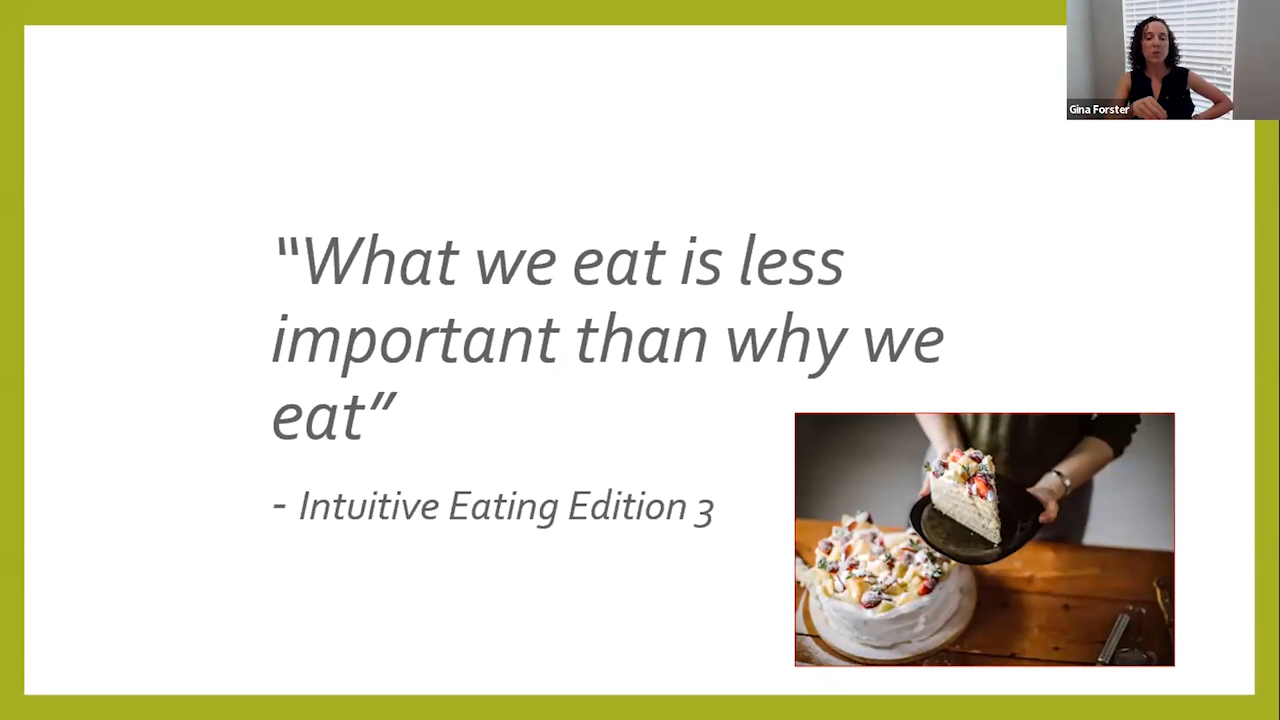 Gina Forster
“What we eat is less
important than why we
eat”
- Intuitive Eating Edition 3